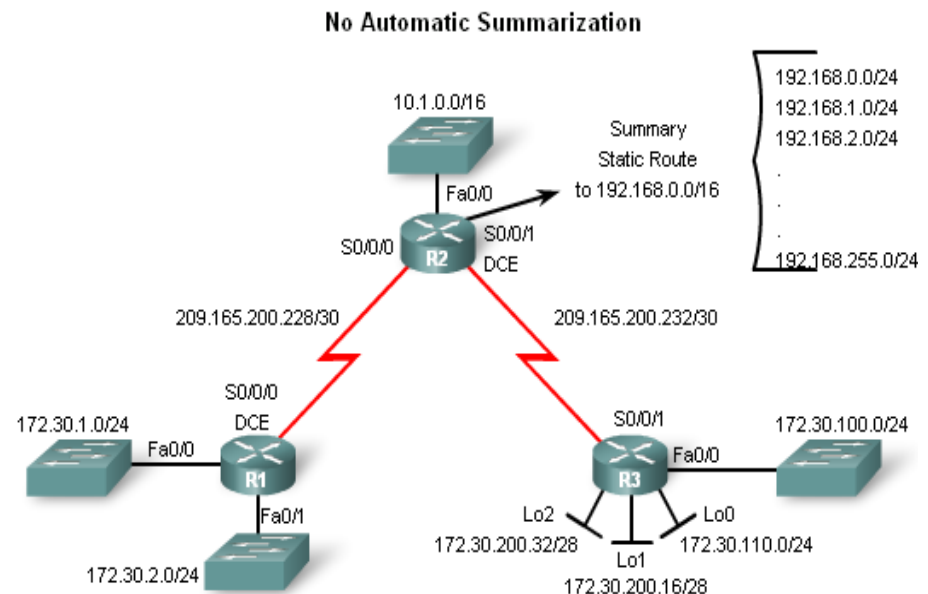 No Automatic Summarization
192.168.0.0/24
192.168.1.0/24
192.168.2.0/24
.
.
.
192.168.255.0/24
10.1.0.0/16
Summary
Static Route
to 192.168.0.0/16
Fa0/0
S0/0/0
R2
S0/0/1
DCE
209.165.200.228/30
209.165.200.232/30
S0/0/0
DCE
172.30.1.0/24
Fa0/0
R1
Fa0/1
172.30.2.0/24
S0/0/1
172.30.100.0/24
Fa0/0
R3
Lo2
Lo0
172.30.200.32/28
172.30.110.0/24
Lo1
172.30.200.16/28